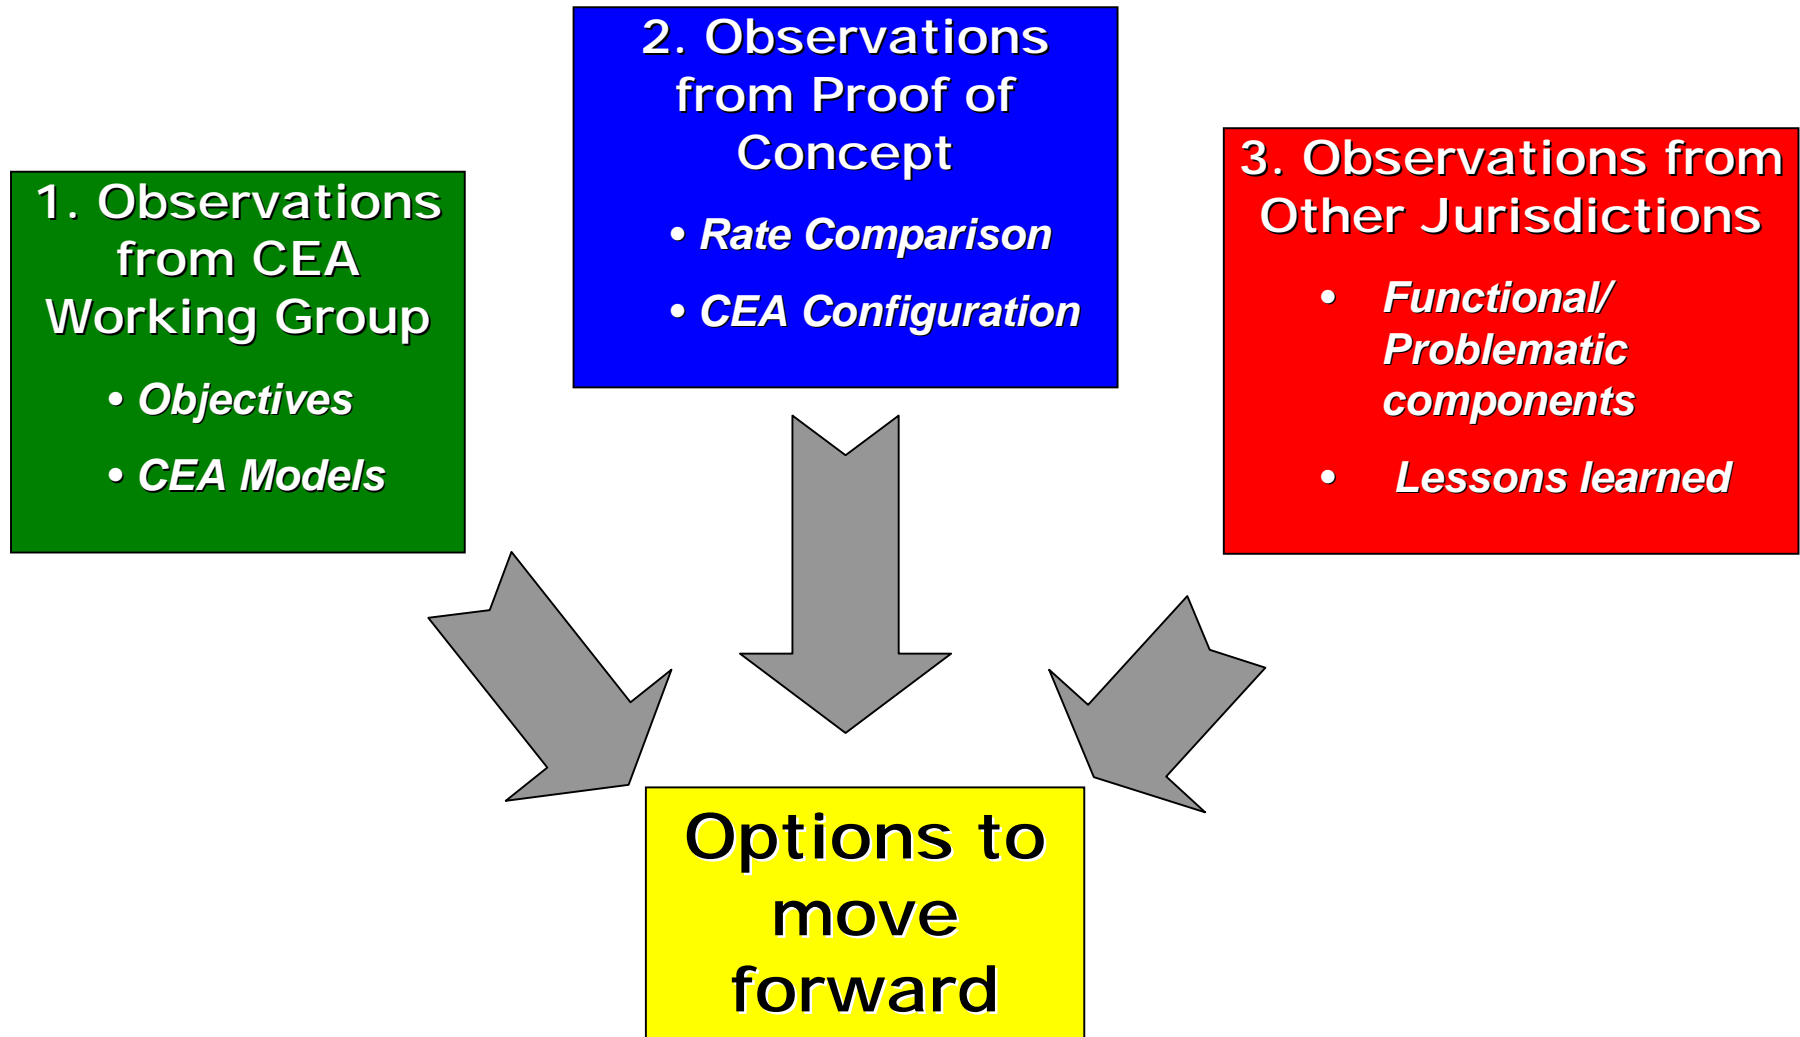 1. Observations
from CEA
Working Group
• Objectives
• CEA Models
2. Observations
from Proof of
Concept
• Rate Comparison
• CEA Configuration
3. Observations from
Other Jurisdictions
• Functional/
Problematic
components
• Lessons learned
Options to
move
forward